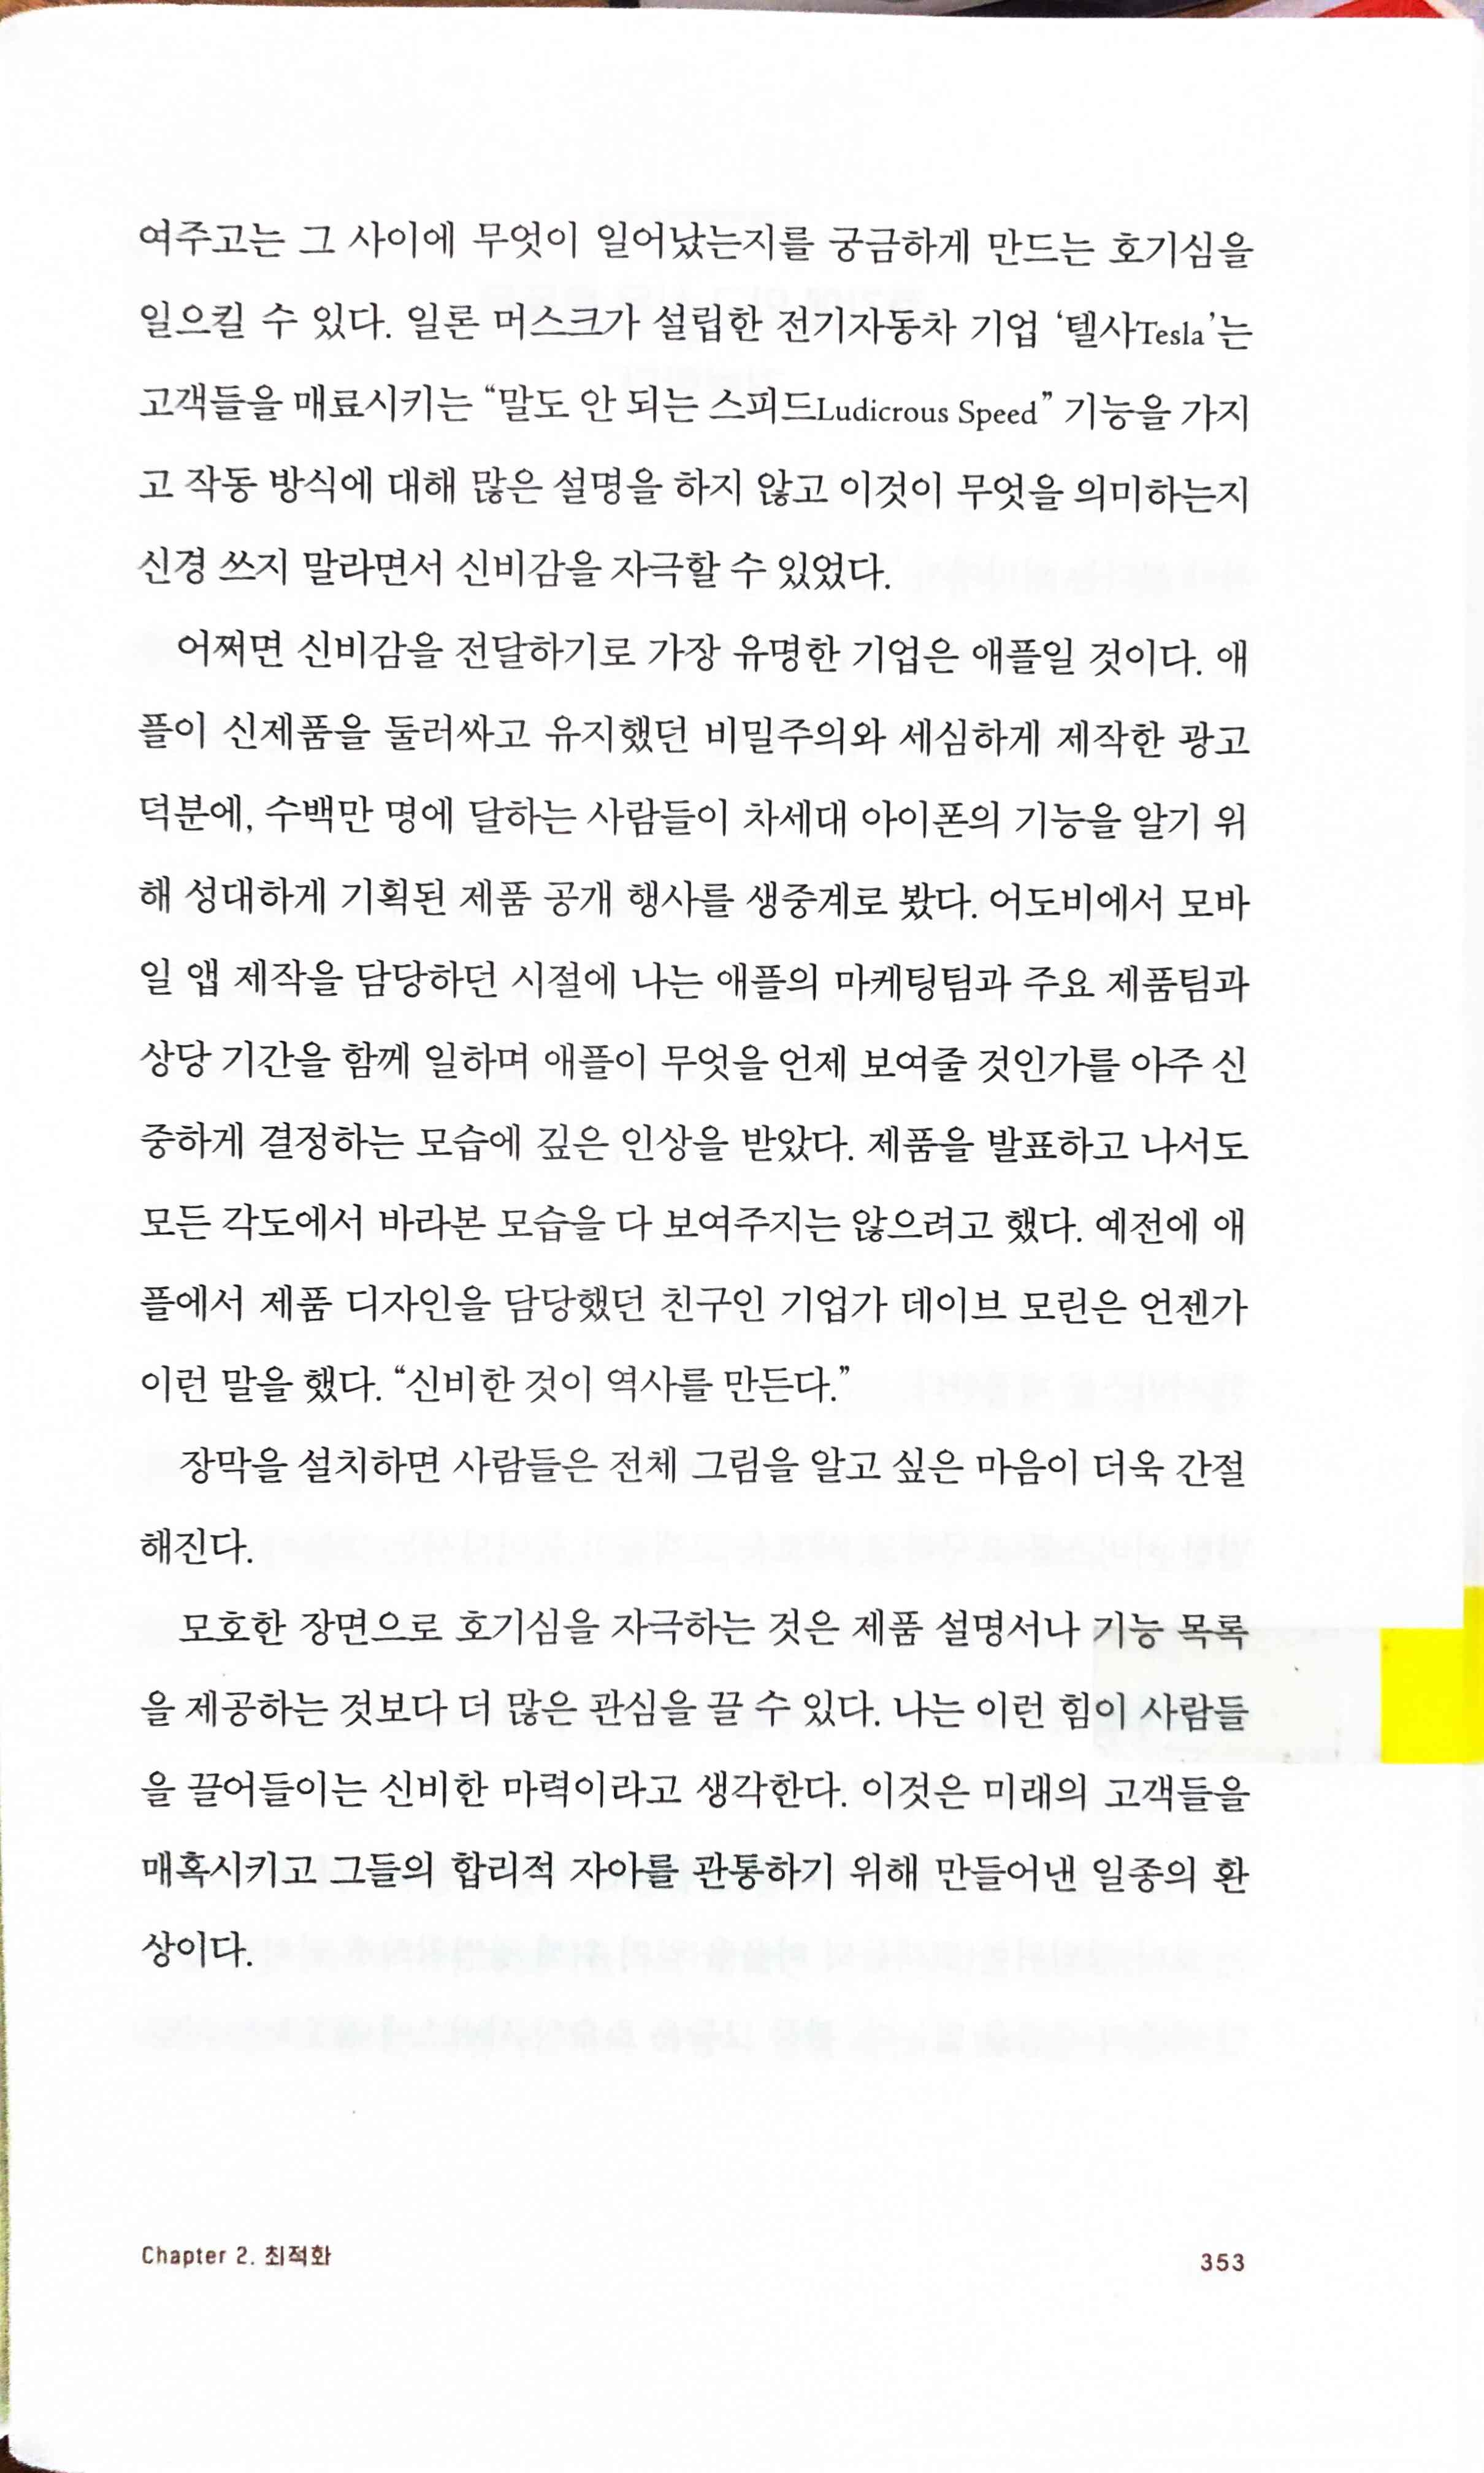 여주고는 그 사이에 무엇이 일어났는지를 궁금하게 만드는 호기심을
일으킬 수 있다. 일론 머스크가 설립한 전기자동차 기업 ‘텔사Tesla’는
고객들을 매료시키는 “말도 안 되는 스피드Ludicrous Speed” 기능을 가지
고 작동 방식에 대해 많은 설명을 하지 않고 이것이 무엇을 의미하는지
신경 쓰지 말라면서 신비감을 자극할 수 있었다.
어쩌면 신비감을 전달하기로 가장 유명한 기업은 애플일 것이다. 애
플이 신제품을 둘러싸고 유지했던 비밀주의와 세심하게 제작한 광고
덕분에, 수백만 명에 달하는 사람들이 차세대 아이폰의 기능을 알기 위
해 성대하게 기획된 제품 공개 행사를 생중계로 봤다. 어도비에서 모바
일 앱 제작을 담당하던 시절에 나는 애플의 마케팅팀과 주요 제품팀과
상당 기간을 함께 일하며 애플이 무엇을 언제 보여줄 것인가를 아주 신
중하게 결정하는 모습에 깊은 인상을 받았다. 제품을 발표하고 나서도
모든 각도에서 바라본 모습을 다 보여주지는 않으려고 했다. 예전에 애
플에서 제품 디자인을 담당했던 친구인 기업가 데이브 모린은 언젠가
이런 말을 했다. “신비한 것이 역사를 만든다.”
장막을 설치하면 사람들은 전체 그림을 알고 싶은 마음이 더욱 간절
해진다.
모호한 장면으로 호기심을 자극하는 것은 제품 설명서나 기능 목록
을 제공하는 것보다 더 많은 관심을 끌 수 있다. 나는 이런 힘이 사람들
을 끌어들이는 신비한 마력이라고 생각한다. 이것은 미래의 고객들을
매혹시키고 그들의 합리적 자아를 관통하기 위해 만들어낸 일종의 환
상이다.
Chapter 2. 최적화
353